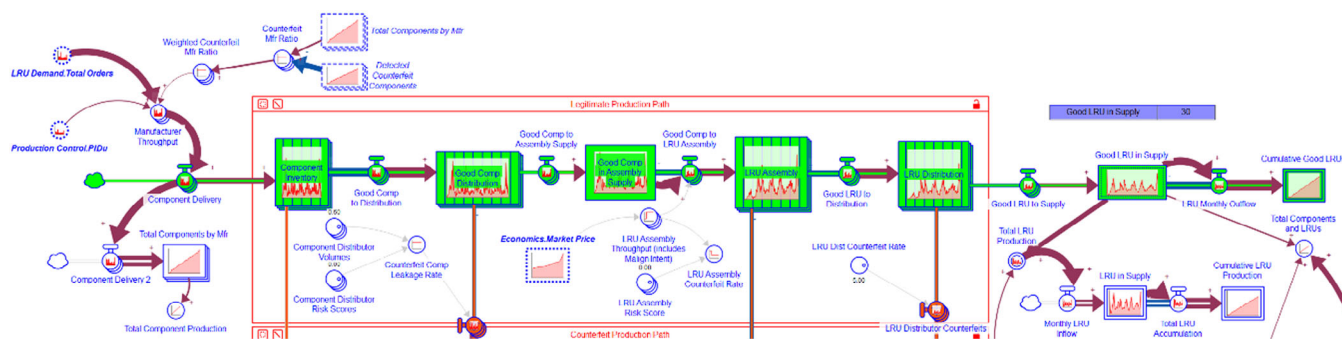 Total Components by Mfr
Counterfeit
Mfr Ratio
Weighted Counterfeit
Mfr Ratio
Detected
Counterfeit
Components
LRU Demand.Total Orders
Manufacturer
Throughput
Production Control.PIDu
Component Delivery
Total Components by Mfr
Component Delivery 2
Total Component Production
Legitimate Production Path
Component
Inventory
Good Comp
to Distribution
0.50
Component Distributor
Volumes
0.00
Component Distributor
Risk Scores
Counterfeit Comp
Leakage Rate
Good Comp
Distribution
Good Comp to
Assembly Supply
Good Comp
in Assembly
Supply
Good Comp to
LRU Assembly
Economics.Market Price
LRU Assembly
Throughput (includes
Malign Intent)
0.00
LRU Assembly
Risk Score
LRU Assembly
Counterfeit Rate
LRU Assembly
Good LRU to
Distribution
LRU Distribution
LRU Dist Counterfeit Rate
5.00
LRU Distributor Counterfeits
Counterfeit Production Path
Good LRU in Supply 30
Good LRU to Supply
Good LRU in Supply
LRU Monthly Outflow
Cumulative Good LRU
Total Components
and LRUs
Total LRU
Production
Monthly LRU
Inflow
LRU in Supply
Total LRU
Accumulation
Cumulative LRU
Production